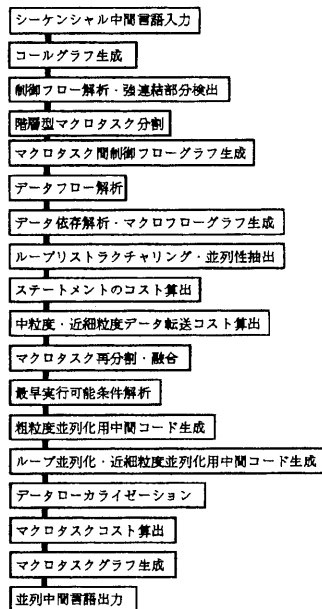 シーケンシャル中間言語入力
コールグラフ生成
制御フロー解析・強連結部分検出
階層型マクロタスク分割
マクロタスク間制御フローグラフ生成
データフロー解析
データ依存解析・マクロフローグラフ生成
ループリストラクチャリング・並列性抽出
ステートメントのコスト算出
中粒度・近細粒度データ転送コスト算出
マクロタスク再分割・融合
最早実行可能条件解析
粗粒度並列化用中間コード生成
ループ並列化・近細粒度並列化用中間コード生成
データローカライゼーション
マクロタスクコスト算出
マクロタスクグラフ生成
並列中間言語出力